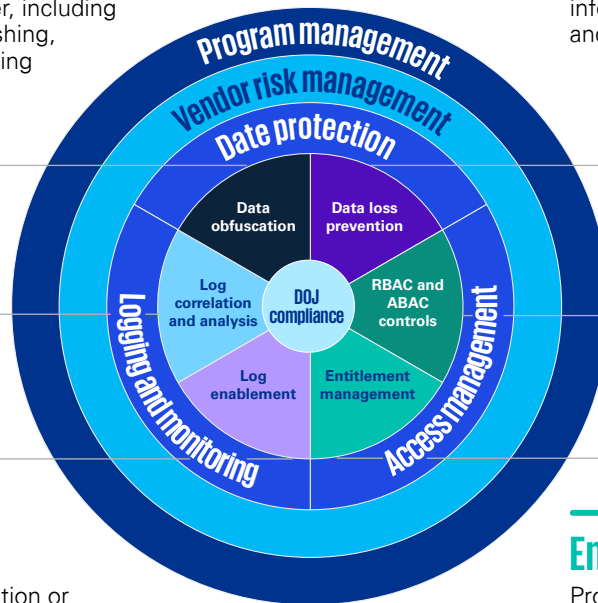 er, including
shing,
ing
info
and
Program management
Vendor risk management
Date protection
Data
obfuscation
Data loss
prevention
Log
correlation
and analysis
DOJ
compliance
RBAC and
ABAC
controls
Log
enablement
Entitlement
management
Logging and monitoring
Access management
En
Pro
tion or